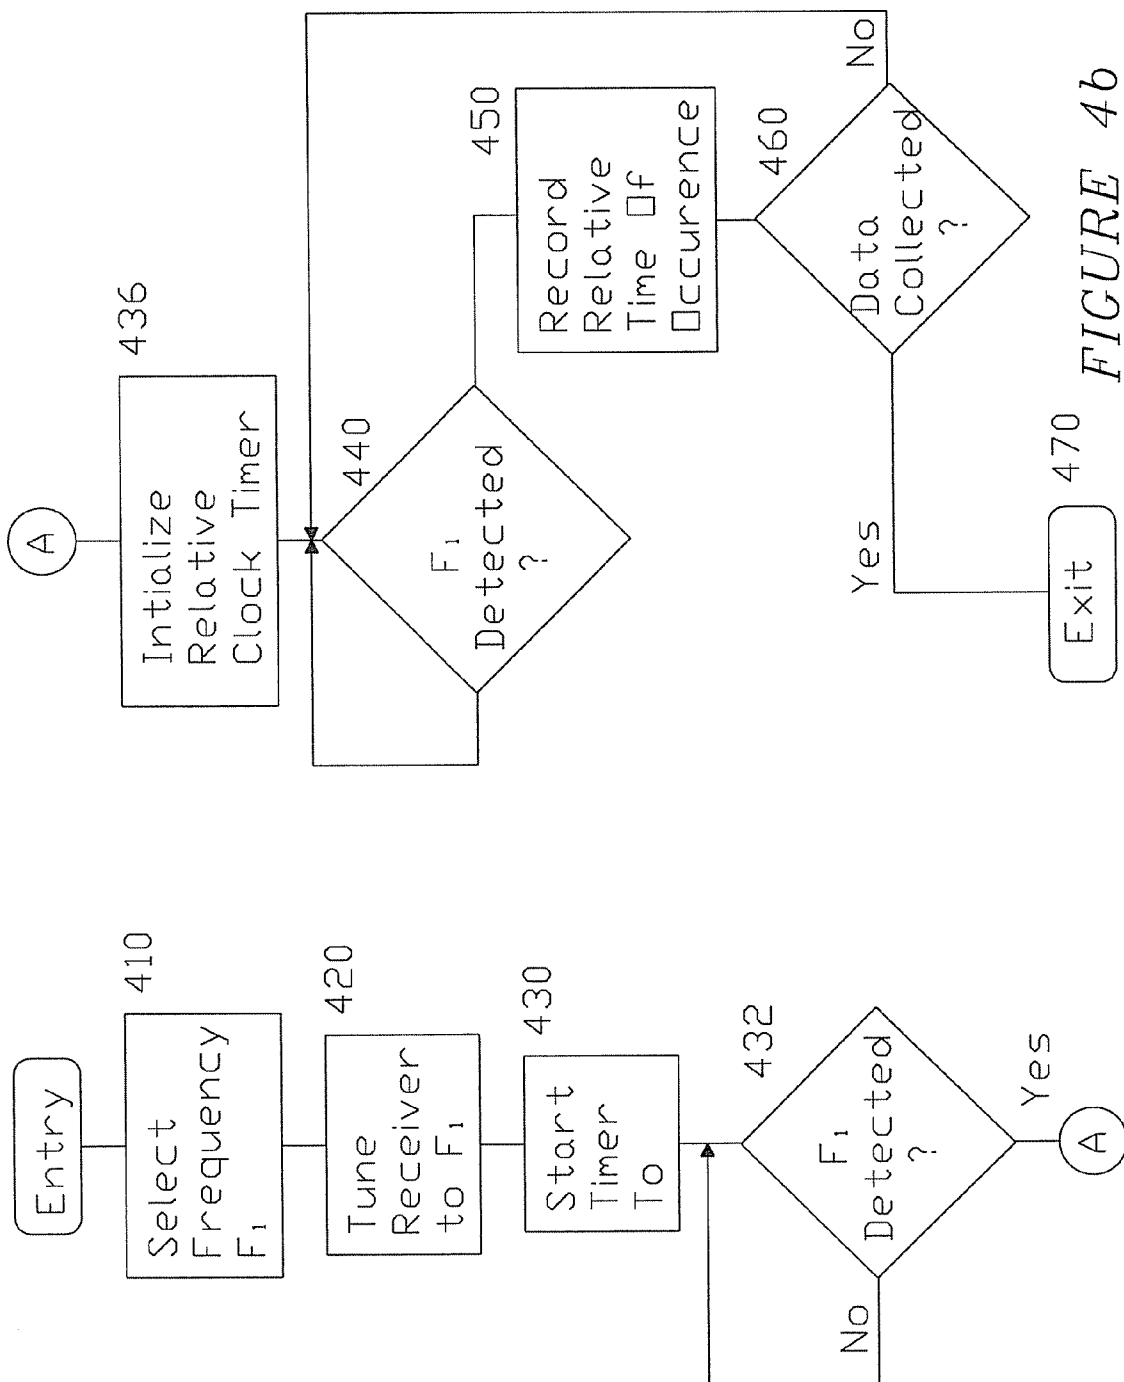 Entry
410
Select
Frequency
F₁
420
Tune
Receiver
to F₁
430
Start
Timer
To
432
F₁
Detected
?
No
Yes
A
A
436
Intialize
Relative
Clock Timer
440
F₁
Detected
?
450
Record
Relative
Time Of
Occurence
460
Data
Collected
?
No
Yes
470
Exit
FIGURE 4b